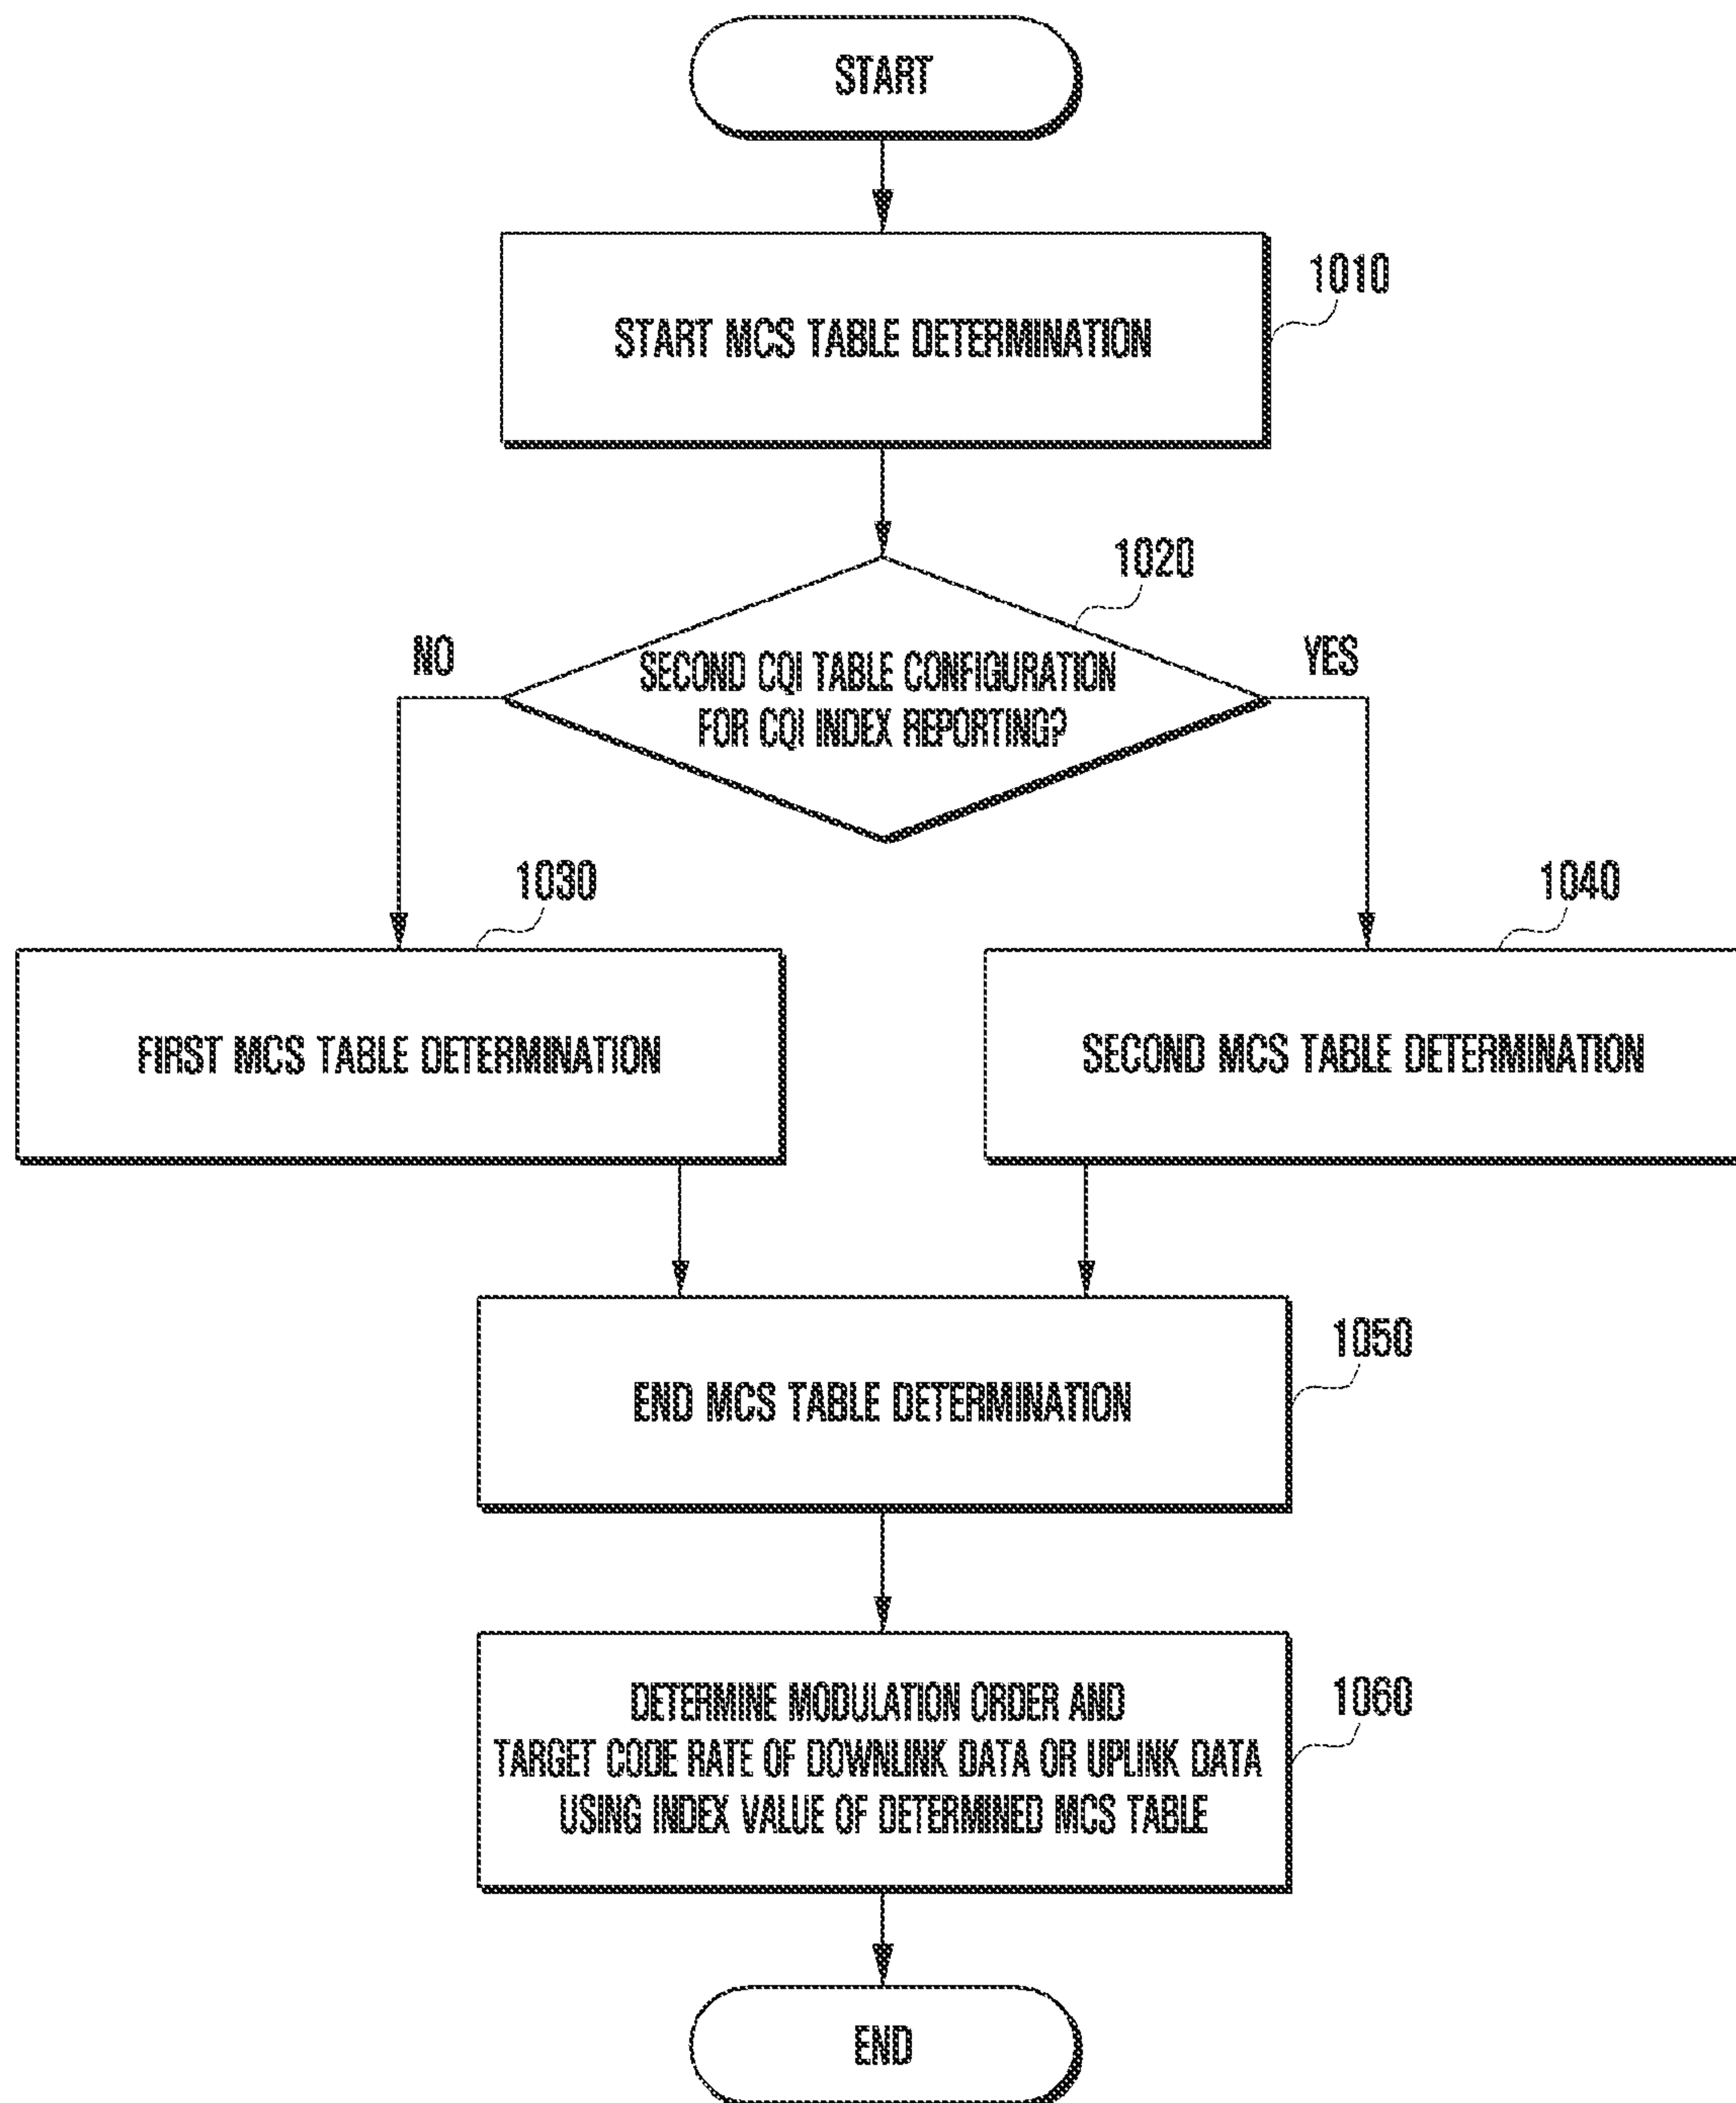 START
1010
START MCS TABLE DETERMINATION
1020
NO
YES
SECOND CQI TABLE CONFIGURATION
FOR CQI INDEX REPORTING?
1030
1040
FIRST MCS TABLE DETERMINATION
SECOND MCS TABLE DETERMINATION
1050
END MCS TABLE DETERMINATION
1060
DETERMINE MODULATION ORDER AND
TARGET CODE RATE OF DOWNLINK DATA OR UPLINK DATA
USING INDEX VALUE OF DETERMINED MCS TABLE
END